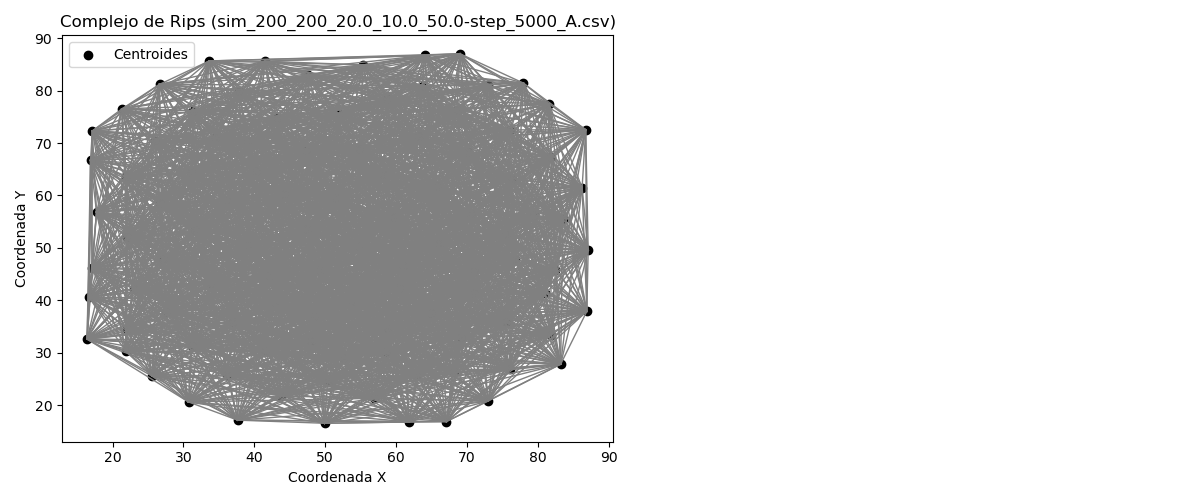 Complejo de Rips (sim_200_200_20.0_10.0_50.0-step_5000_A.csv)
Centroides
90
80
70
60
50
40
30
20
Coordenada Y
20 30 40 50 60 70 80 90
Coordenada X